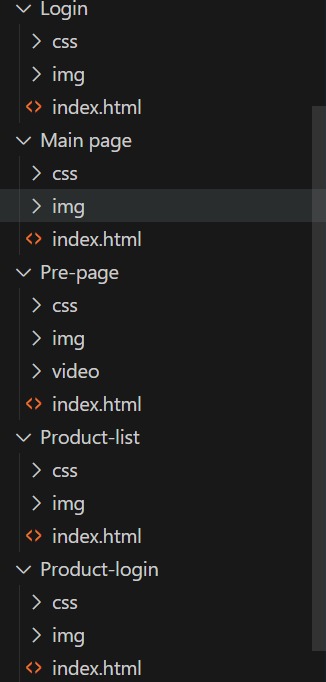 Login
css
img
index.html
Main page
css
img
index.html
Pre-page
css
img
video
index.html
Product-list
css
img
index.html
Product-login
css
img
index.html